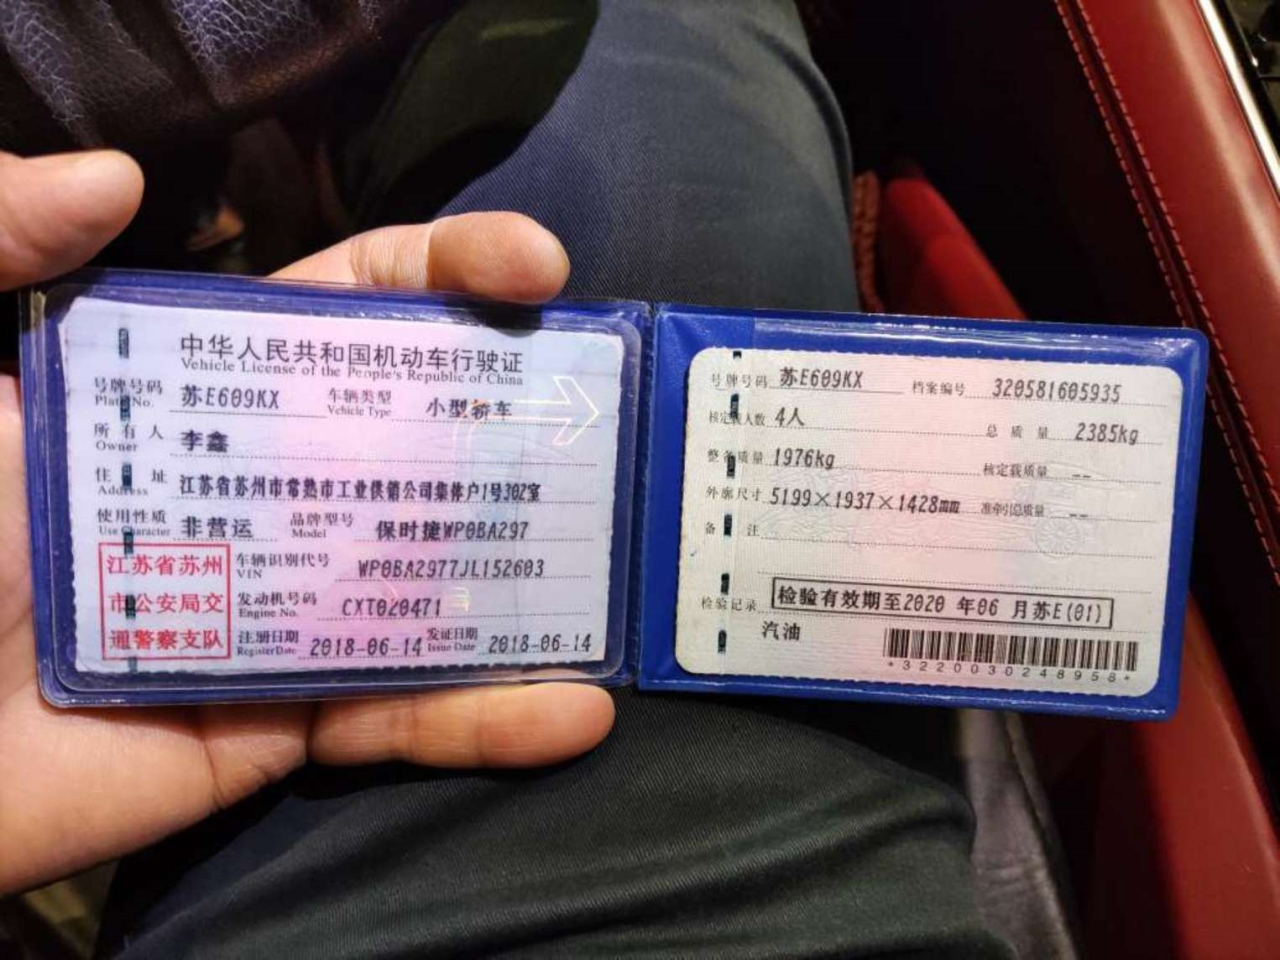 中华人民共和国机动车行驶证
Vehicle License of the People's Republic of China
号牌号码 苏E609KX 车辆类型 小型轿车
Plate No. Vehicle Type
所有人 李鑫
Owner
住址 江苏省苏州市常熟市工业供销公司集体户1号302室
Address
使用性质 非营运 品牌型号 保时捷WP0BA297
Use Character Model
江苏省苏州
市公安局交
通警察支队
车辆识别代号 WP0BA2977JL152603
VIN
发动机号码 CXT020471
Engine No.
注册日期 2018-06-14 发证日期 2018-06-14
Register Date Issue Date
号牌号码 苏E609KX 档案编号 320581605935
核定载人数 4人 总质量 2385kg
整备质量 1976kg 核定载质量 --
外廓尺寸 5199×1937×1428mm 准牵引总质量 --
备注
检验记录 检验有效期至2020年06月苏E(01)
汽油
*3220030248958*